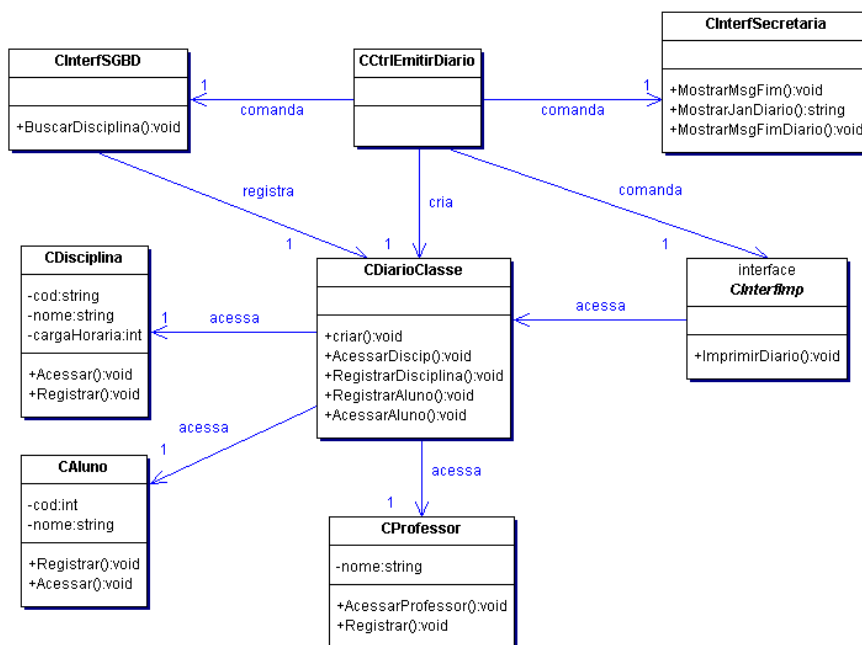 CInterfSGBD
+BuscarDisciplina():void
CCtrlEmitirDiario
CInterfSecretaria
+MostrarMsgFim():void
+MostrarJanDiario():string
+MostrarMsgFimDiario():void
1
comanda
comanda
1
registra
1
cria
1
comanda
1
CDisciplina
-cod:string
-nome:string
-cargaHoraria:int
+Acessar():void
+Registrar():void
CDiarioClasse
+criar():void
+AcessarDiscip():void
+RegistrarDisciplina():void
+RegistrarAluno():void
+AcessarAluno():void
interface
CInterfImp
+ImprimirDiario():void
1
acessa
acessa
acessa
1
acessa
1
CAluno
-cod:int
-nome:string
+Registrar():void
+Acessar():void
CProfessor
-nome:string
+AcessarProfessor():void
+Registrar():void